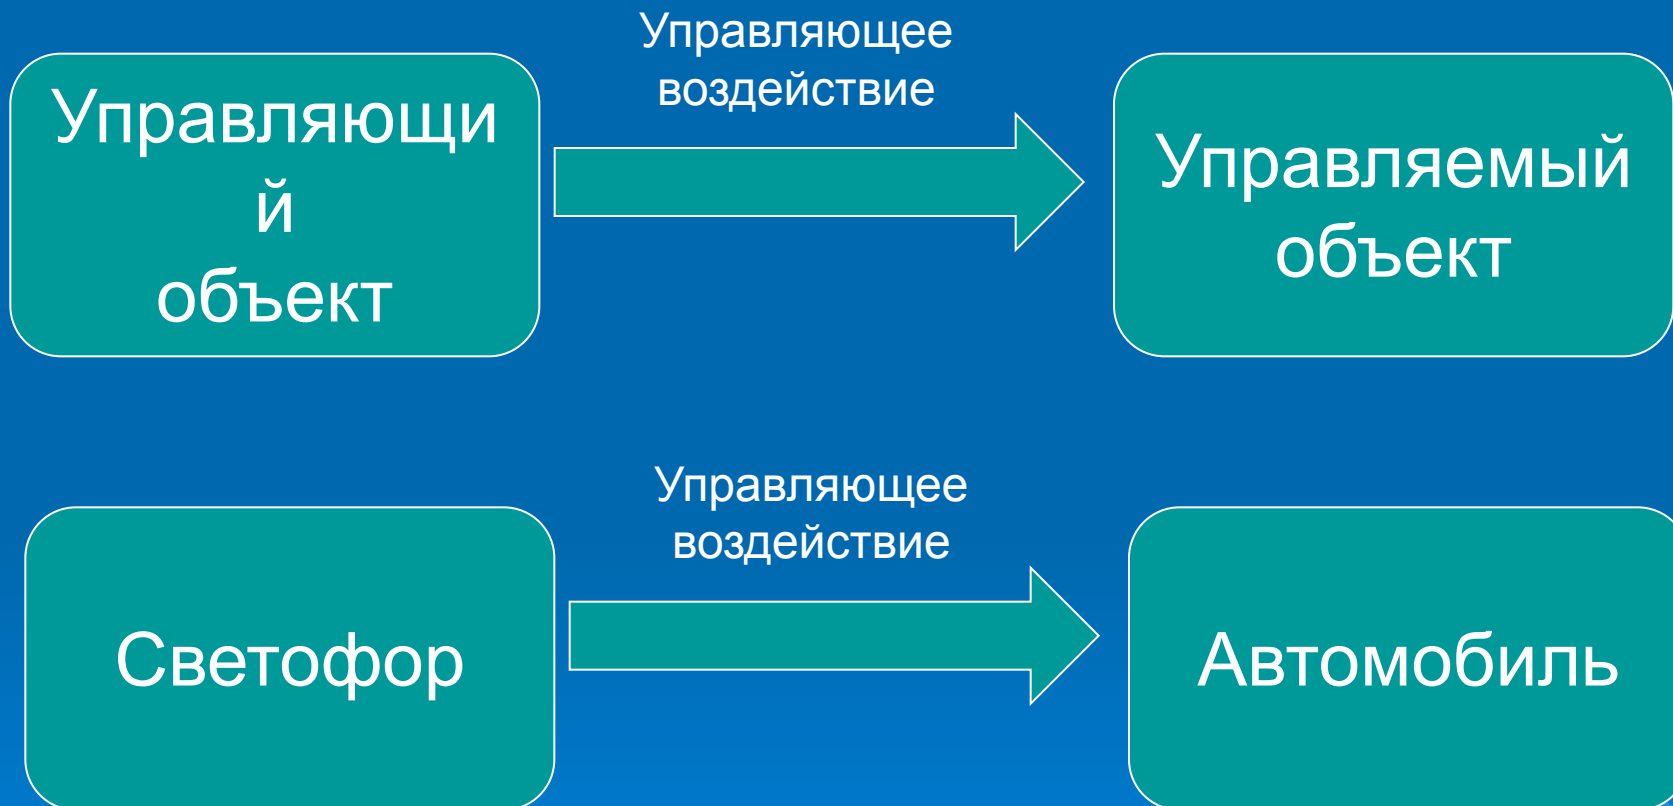 Управляющее
воздействие
Управляющи
й
объект
Управляемый
объект
Управляющее
воздействие
Светофор
Автомобиль